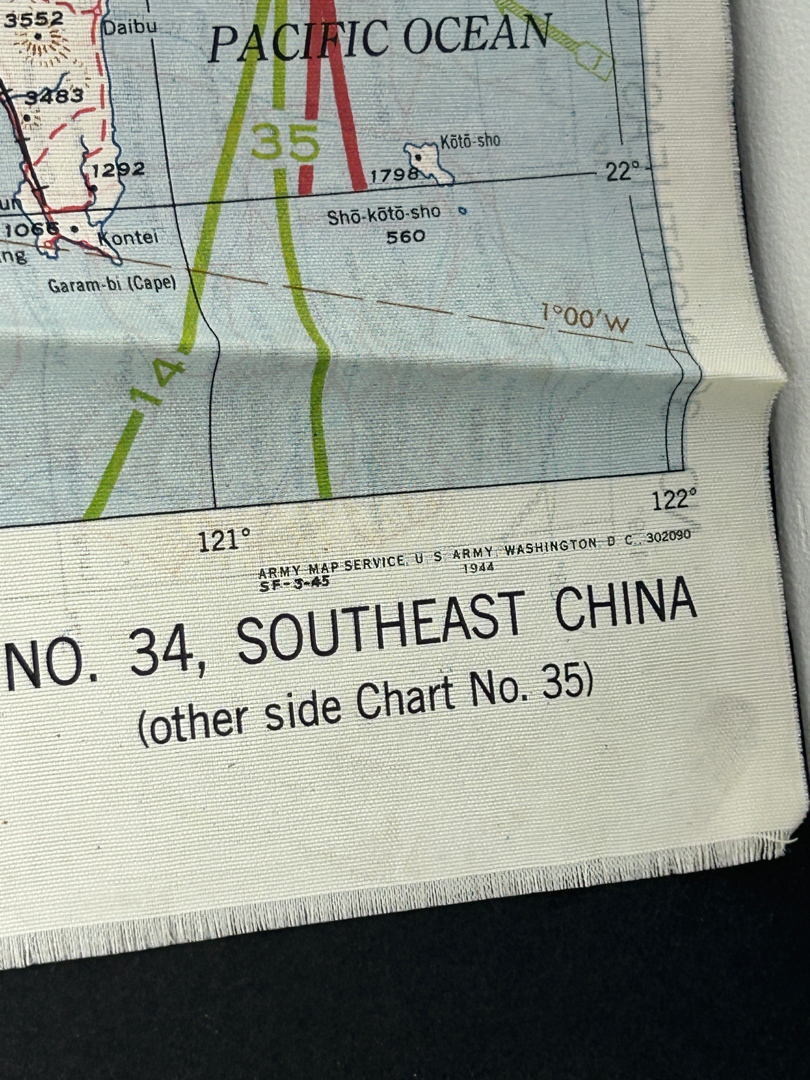 3552
Daibu
PACIFIC OCEAN
3483
35
Kōtō-sho
1292
1798
22°
Shō-kōtō-sho
560
1066
Kontei
Garam-bi (Cape)
1°00'W
14
121°
122°
ARMY MAP SERVICE, U. S. ARMY, WASHINGTON, D. C. 302090
1944
SF-3-45
NO. 34, SOUTHEAST CHINA
(other side Chart No. 35)